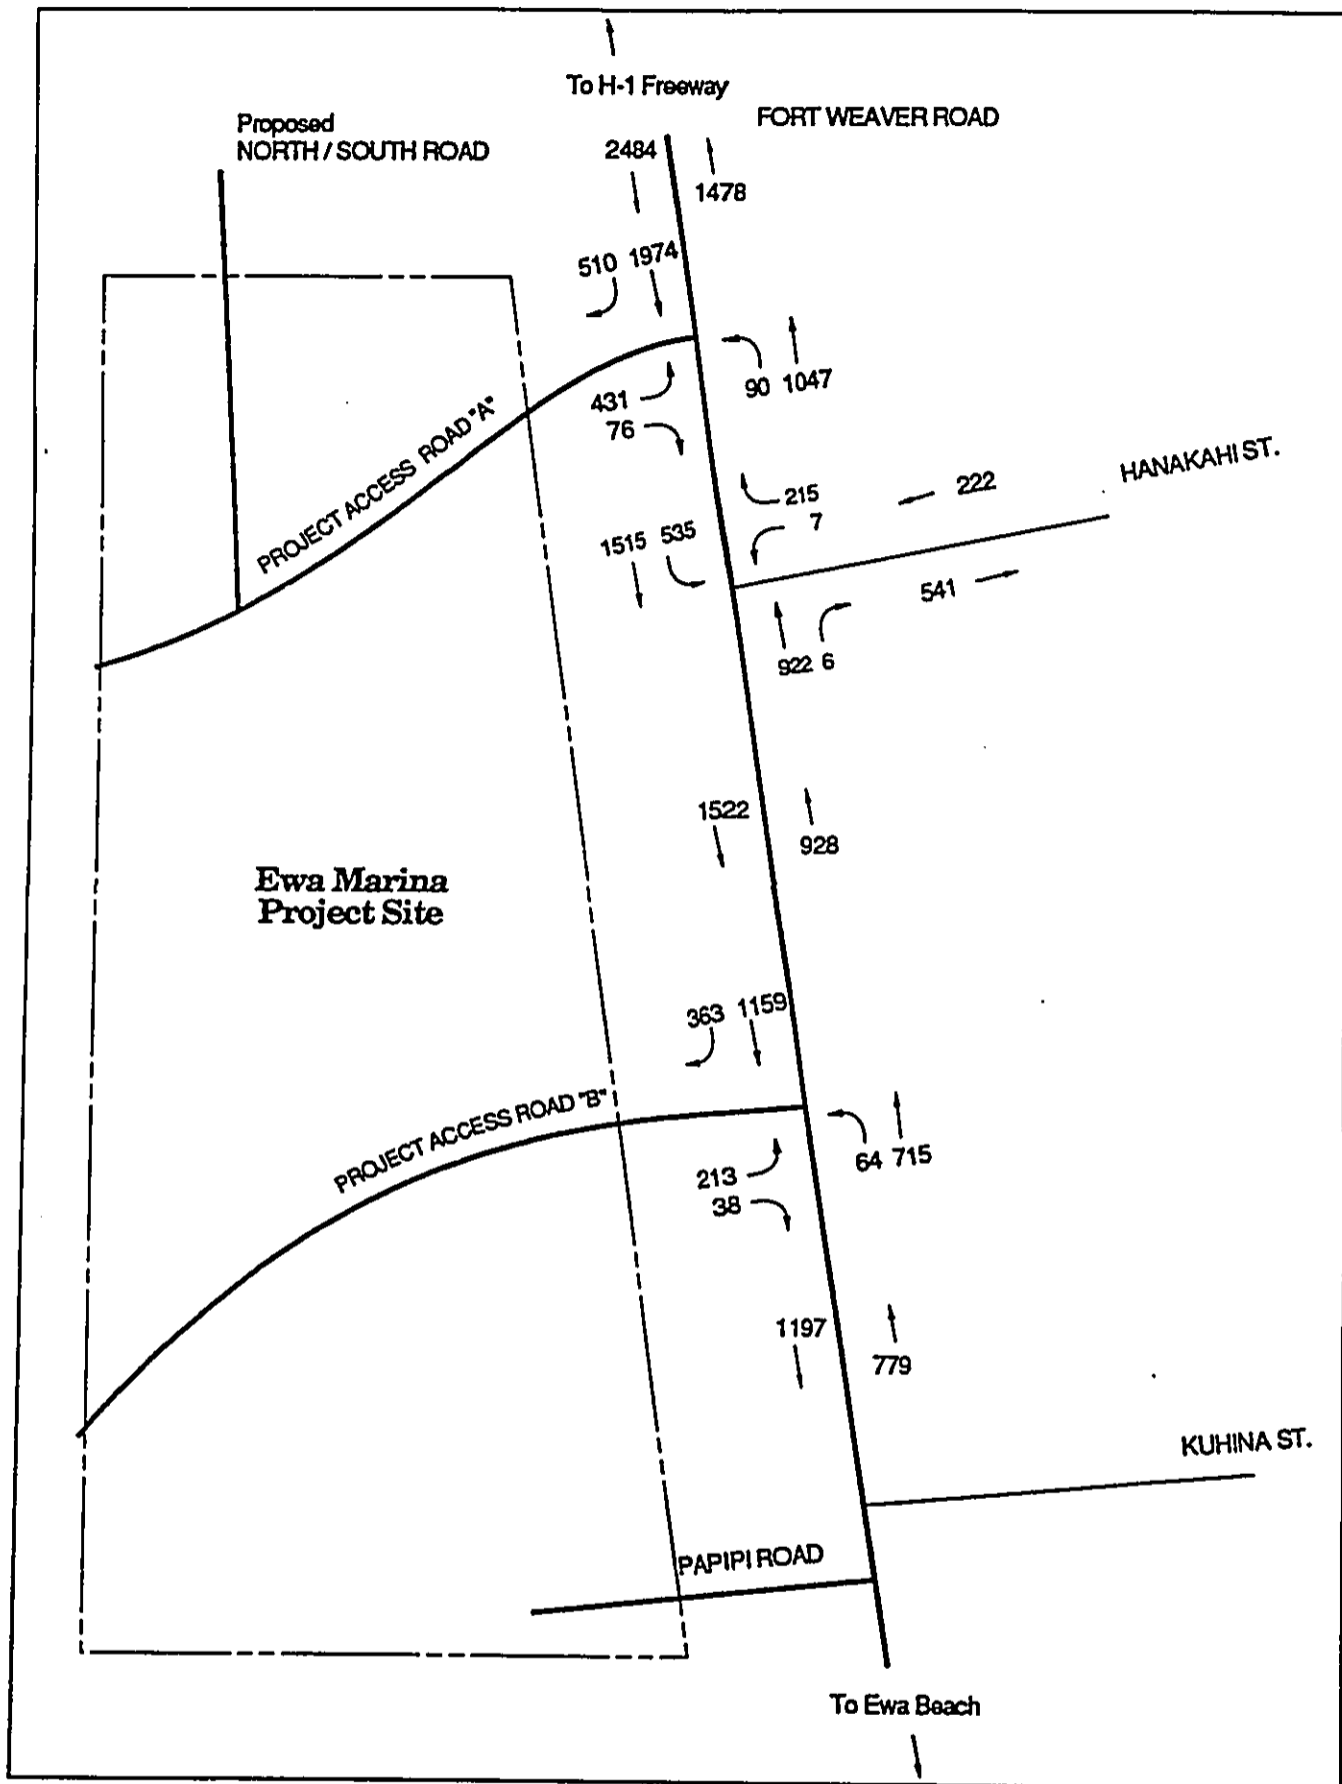 To H-1 Freeway
FORT WEAVER ROAD
Proposed
NORTH / SOUTH ROAD
2484
1478
510 1974
90 1047
431
76
PROJECT ACCESS ROAD "A"
HANAKAHI ST.
222
215
7
1515 535
541
922 6
1522
928
Ewa Marina
Project Site
363 1159
PROJECT ACCESS ROAD "B"
64 715
213
38
1197
779
KUHINA ST.
PAPIPI ROAD
To Ewa Beach